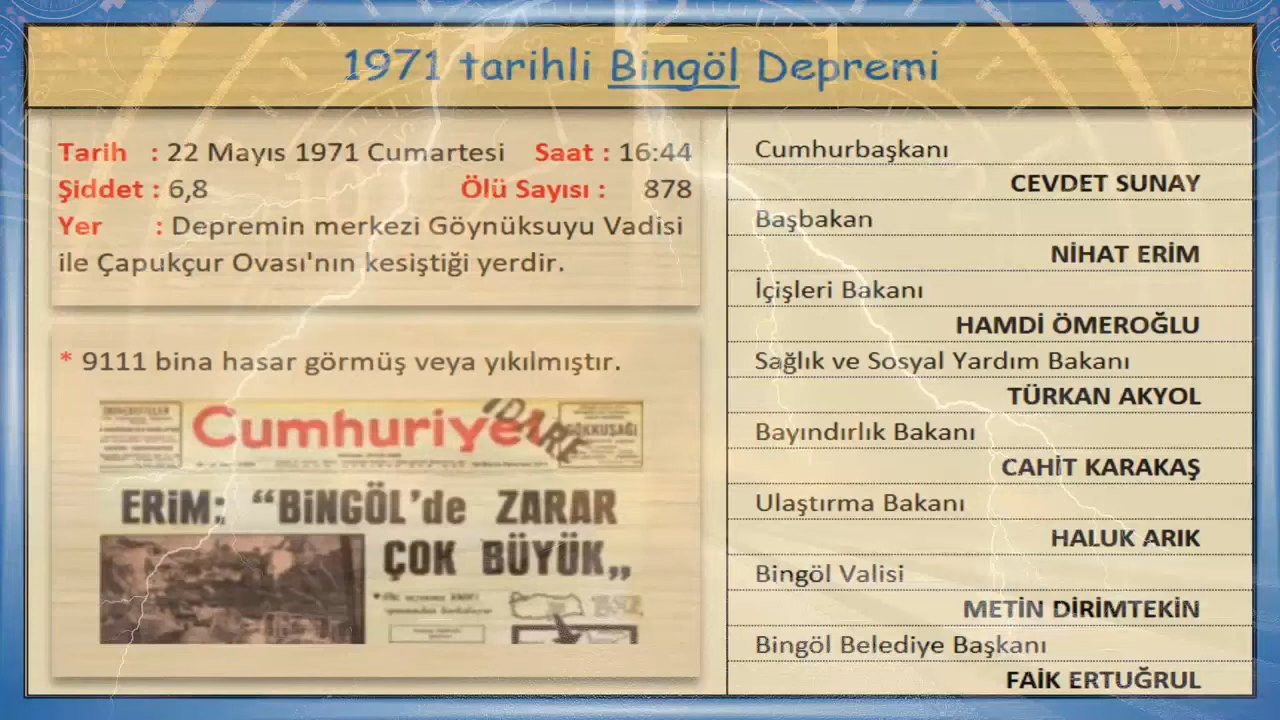 1971 tarihli Bingöl Depremi
Tarih : 22 Mayıs 1971 Cumartesi Saat : 16:44
Şiddet : 6,8 Ölü Sayısı : 878
Yer : Depremin merkezi Göynüksuyu Vadisi
ile Çapukçur Ovası'nın kesiştiği yerdir.
* 9111 bina hasar görmüş veya yıkılmıştır.
Cumhuriyet
İDARE
GÖKKUŞAĞI
ERİM: “BİNGÖL’de ZARAR
ÇOK BÜYÜK„
Cumhurbaşkanı
CEVDET SUNAY
Başbakan
NİHAT ERİM
İçişleri Bakanı
HAMDİ ÖMEROĞLU
Sağlık ve Sosyal Yardım Bakanı
TÜRKAN AKYOL
Bayındırlık Bakanı
CAHİT KARAKAŞ
Ulaştırma Bakanı
HALUK ARIK
Bingöl Valisi
METİN DİRİMTEKİN
Bingöl Belediye Başkanı
FAİK ERTUĞRUL